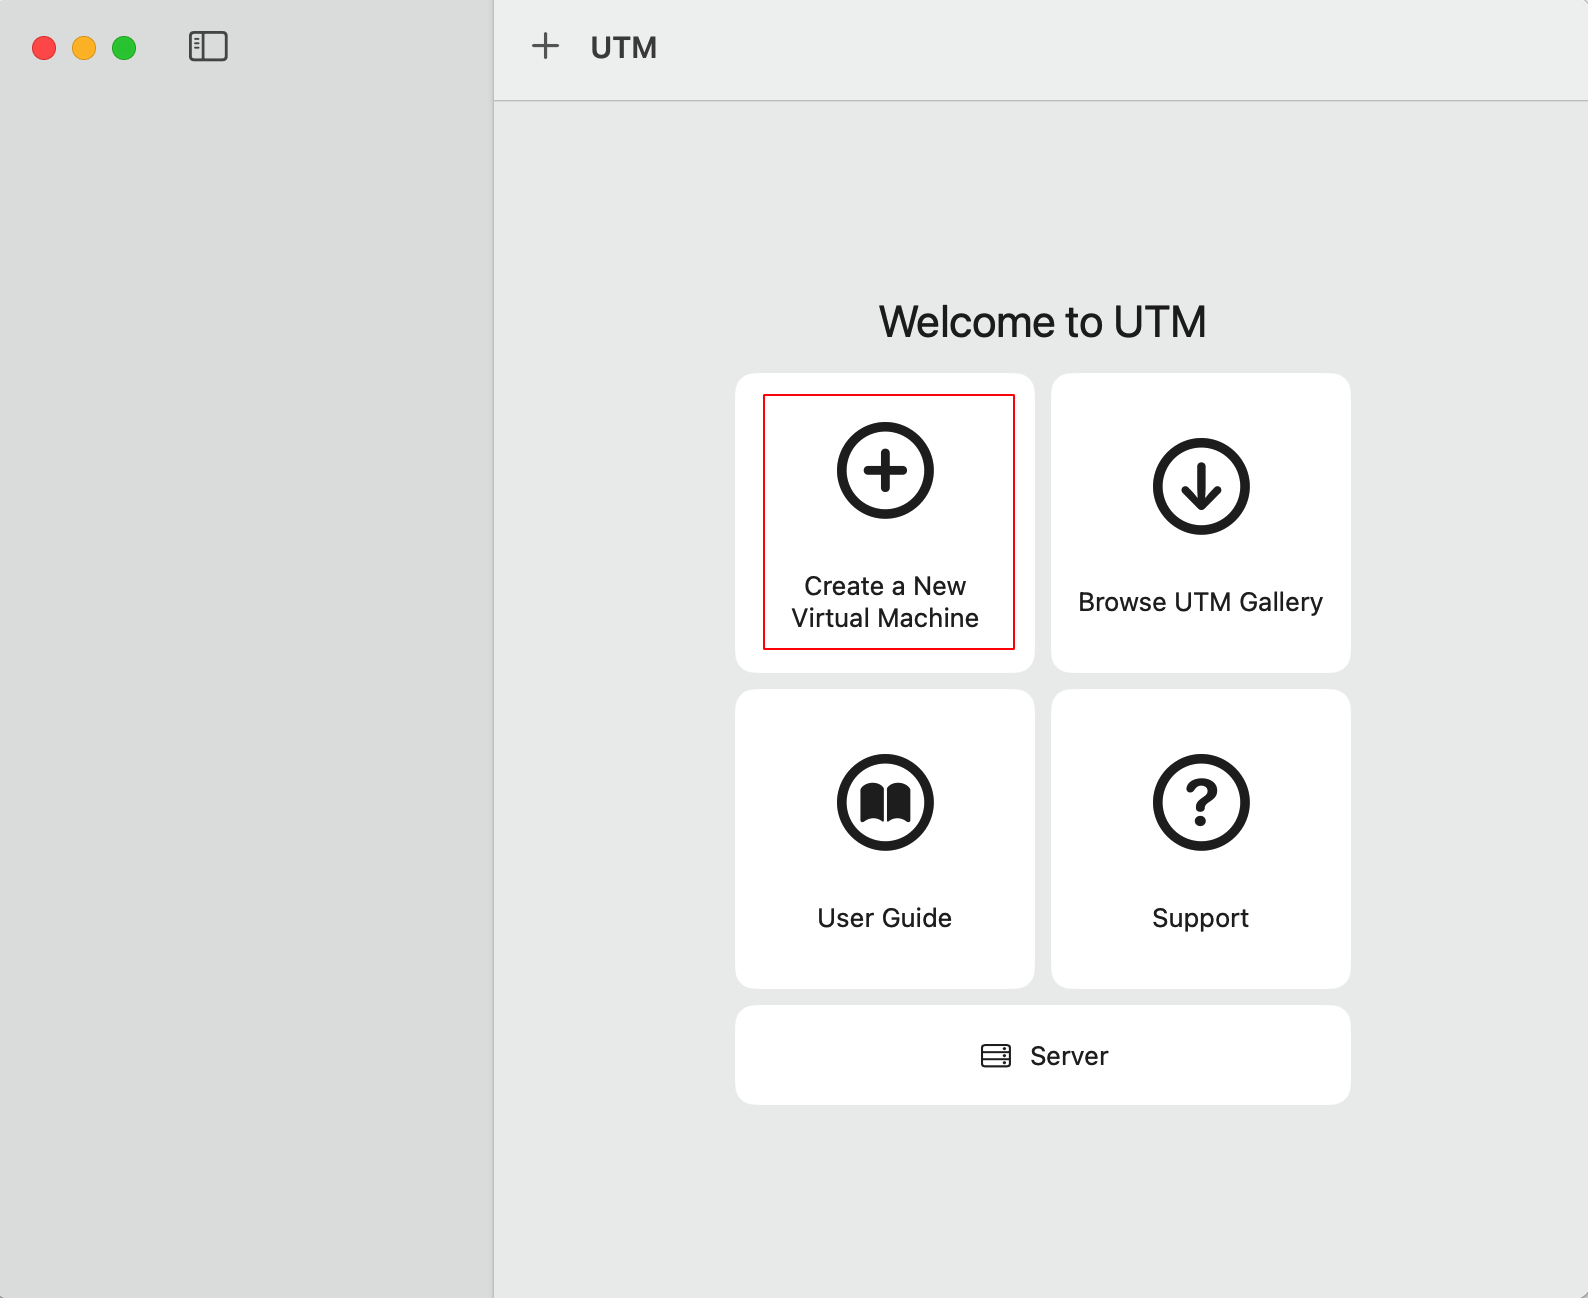 UTM
Welcome to UTM
Create a New
Virtual Machine
Browse UTM Gallery
User Guide
Support
Server